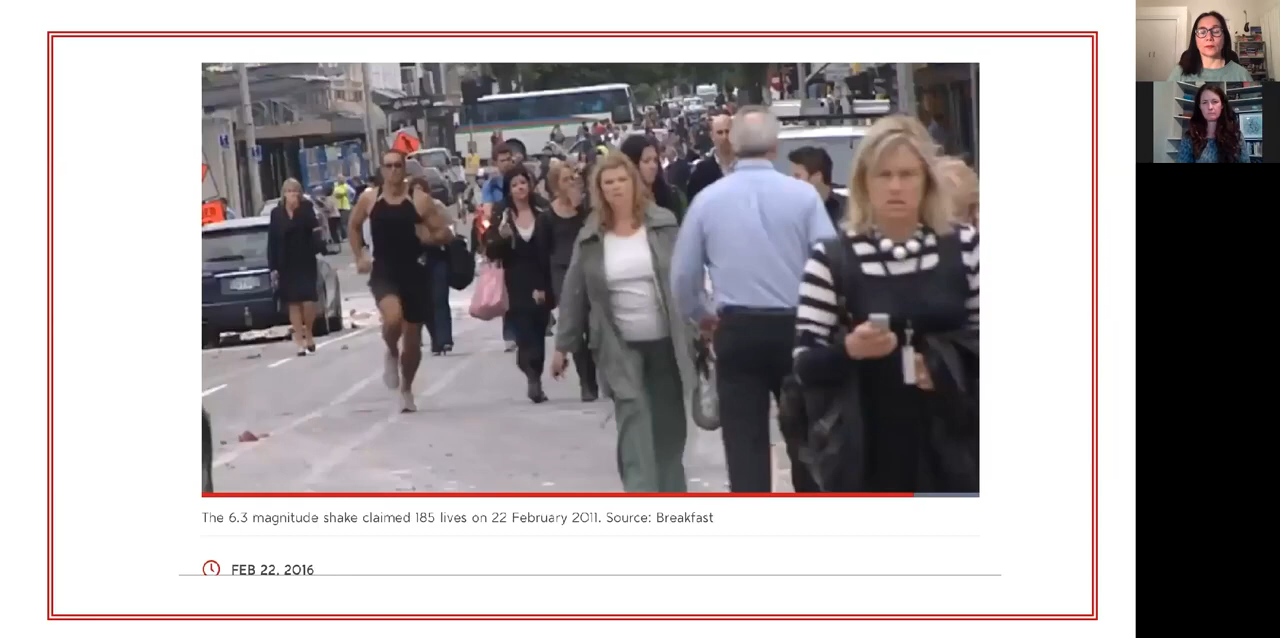 The 6.3 magnitude shake claimed 185 lives on 22 February 2011. Source: Breakfast
FEB 22, 2016